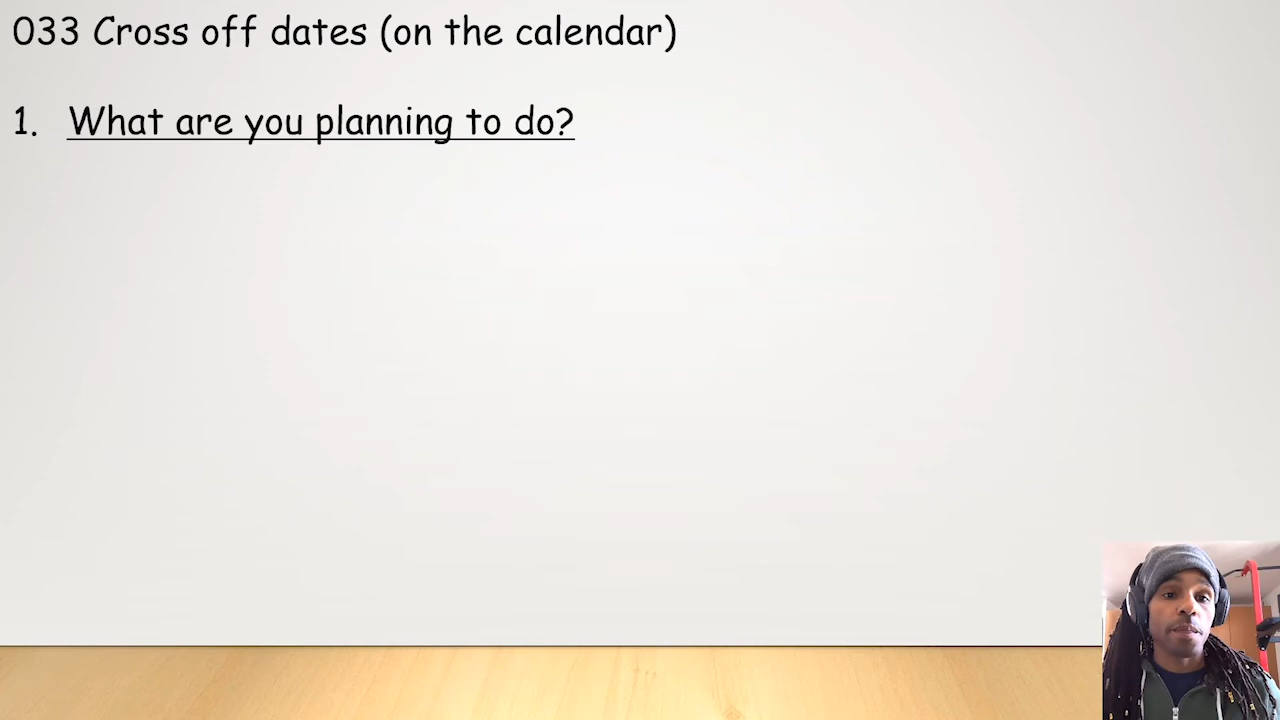 033 Cross off dates (on the calendar)
1. What are you planning to do?